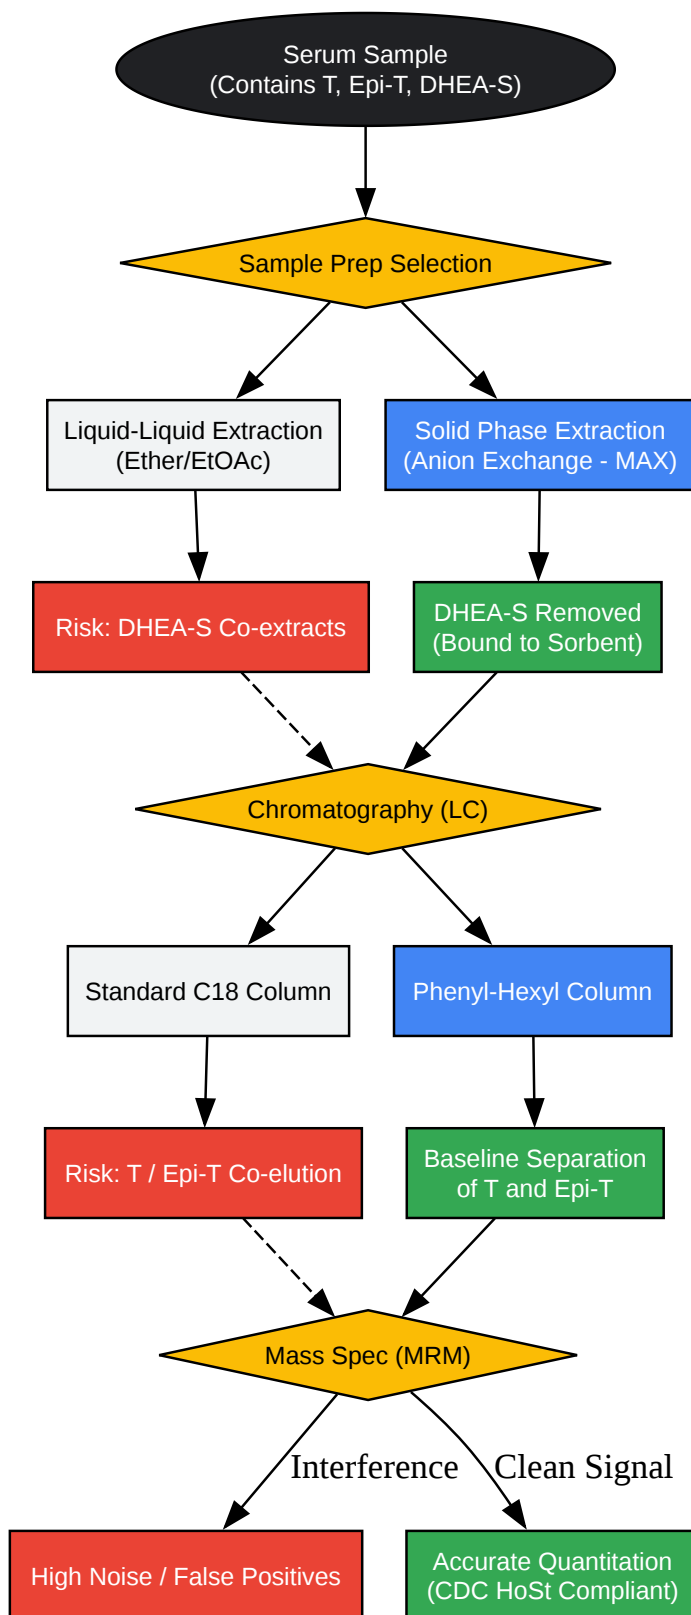 Serum Sample
(Contains T, Epi-T, DHEA-S)
Sample Prep Selection
Liquid-Liquid Extraction
(Ether/EtOAc)
Solid Phase Extraction
(Anion Exchange - MAX)
Risk: DHEA-S Co-extracts
DHEA-S Removed
(Bound to Sorbent)
Chromatography (LC)
Standard C18 Column
Phenyl-Hexyl Column
Risk: T / Epi-T Co-elution
Baseline Separation
of T and Epi-T
Mass Spec (MRM)
Interference
Clean Signal
High Noise / False Positives
Accurate Quantitation
(CDC HoSt Compliant)